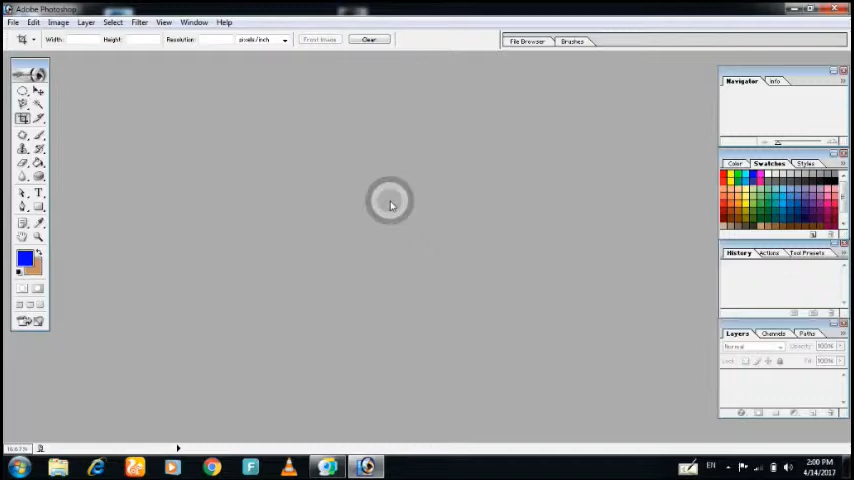 Adobe Photoshop
File Edit Image Layer Select Filter View Window Help
Width: Height: Resolution: pixels/inch Front Image Clear File Browser Brushes
Navigator Info
Color Swatches Styles
History Actions Tool Presets
Layers Channels Paths
Normal Opacity: 100%
Lock: Fill: 100%
16.67%
EN 2:00 PM
4/14/2017